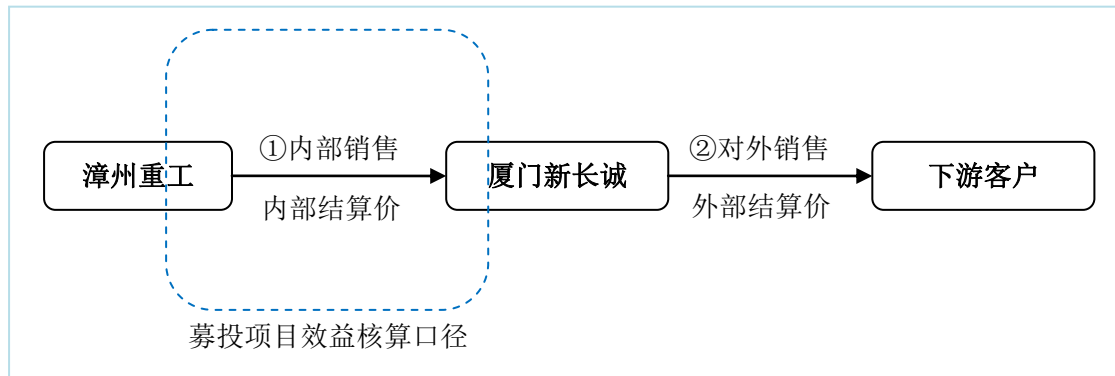 ①内部销售
②对外销售
漳州重工
厦门新长诚
下游客户
内部结算价
外部结算价
募投项目效益核算口径